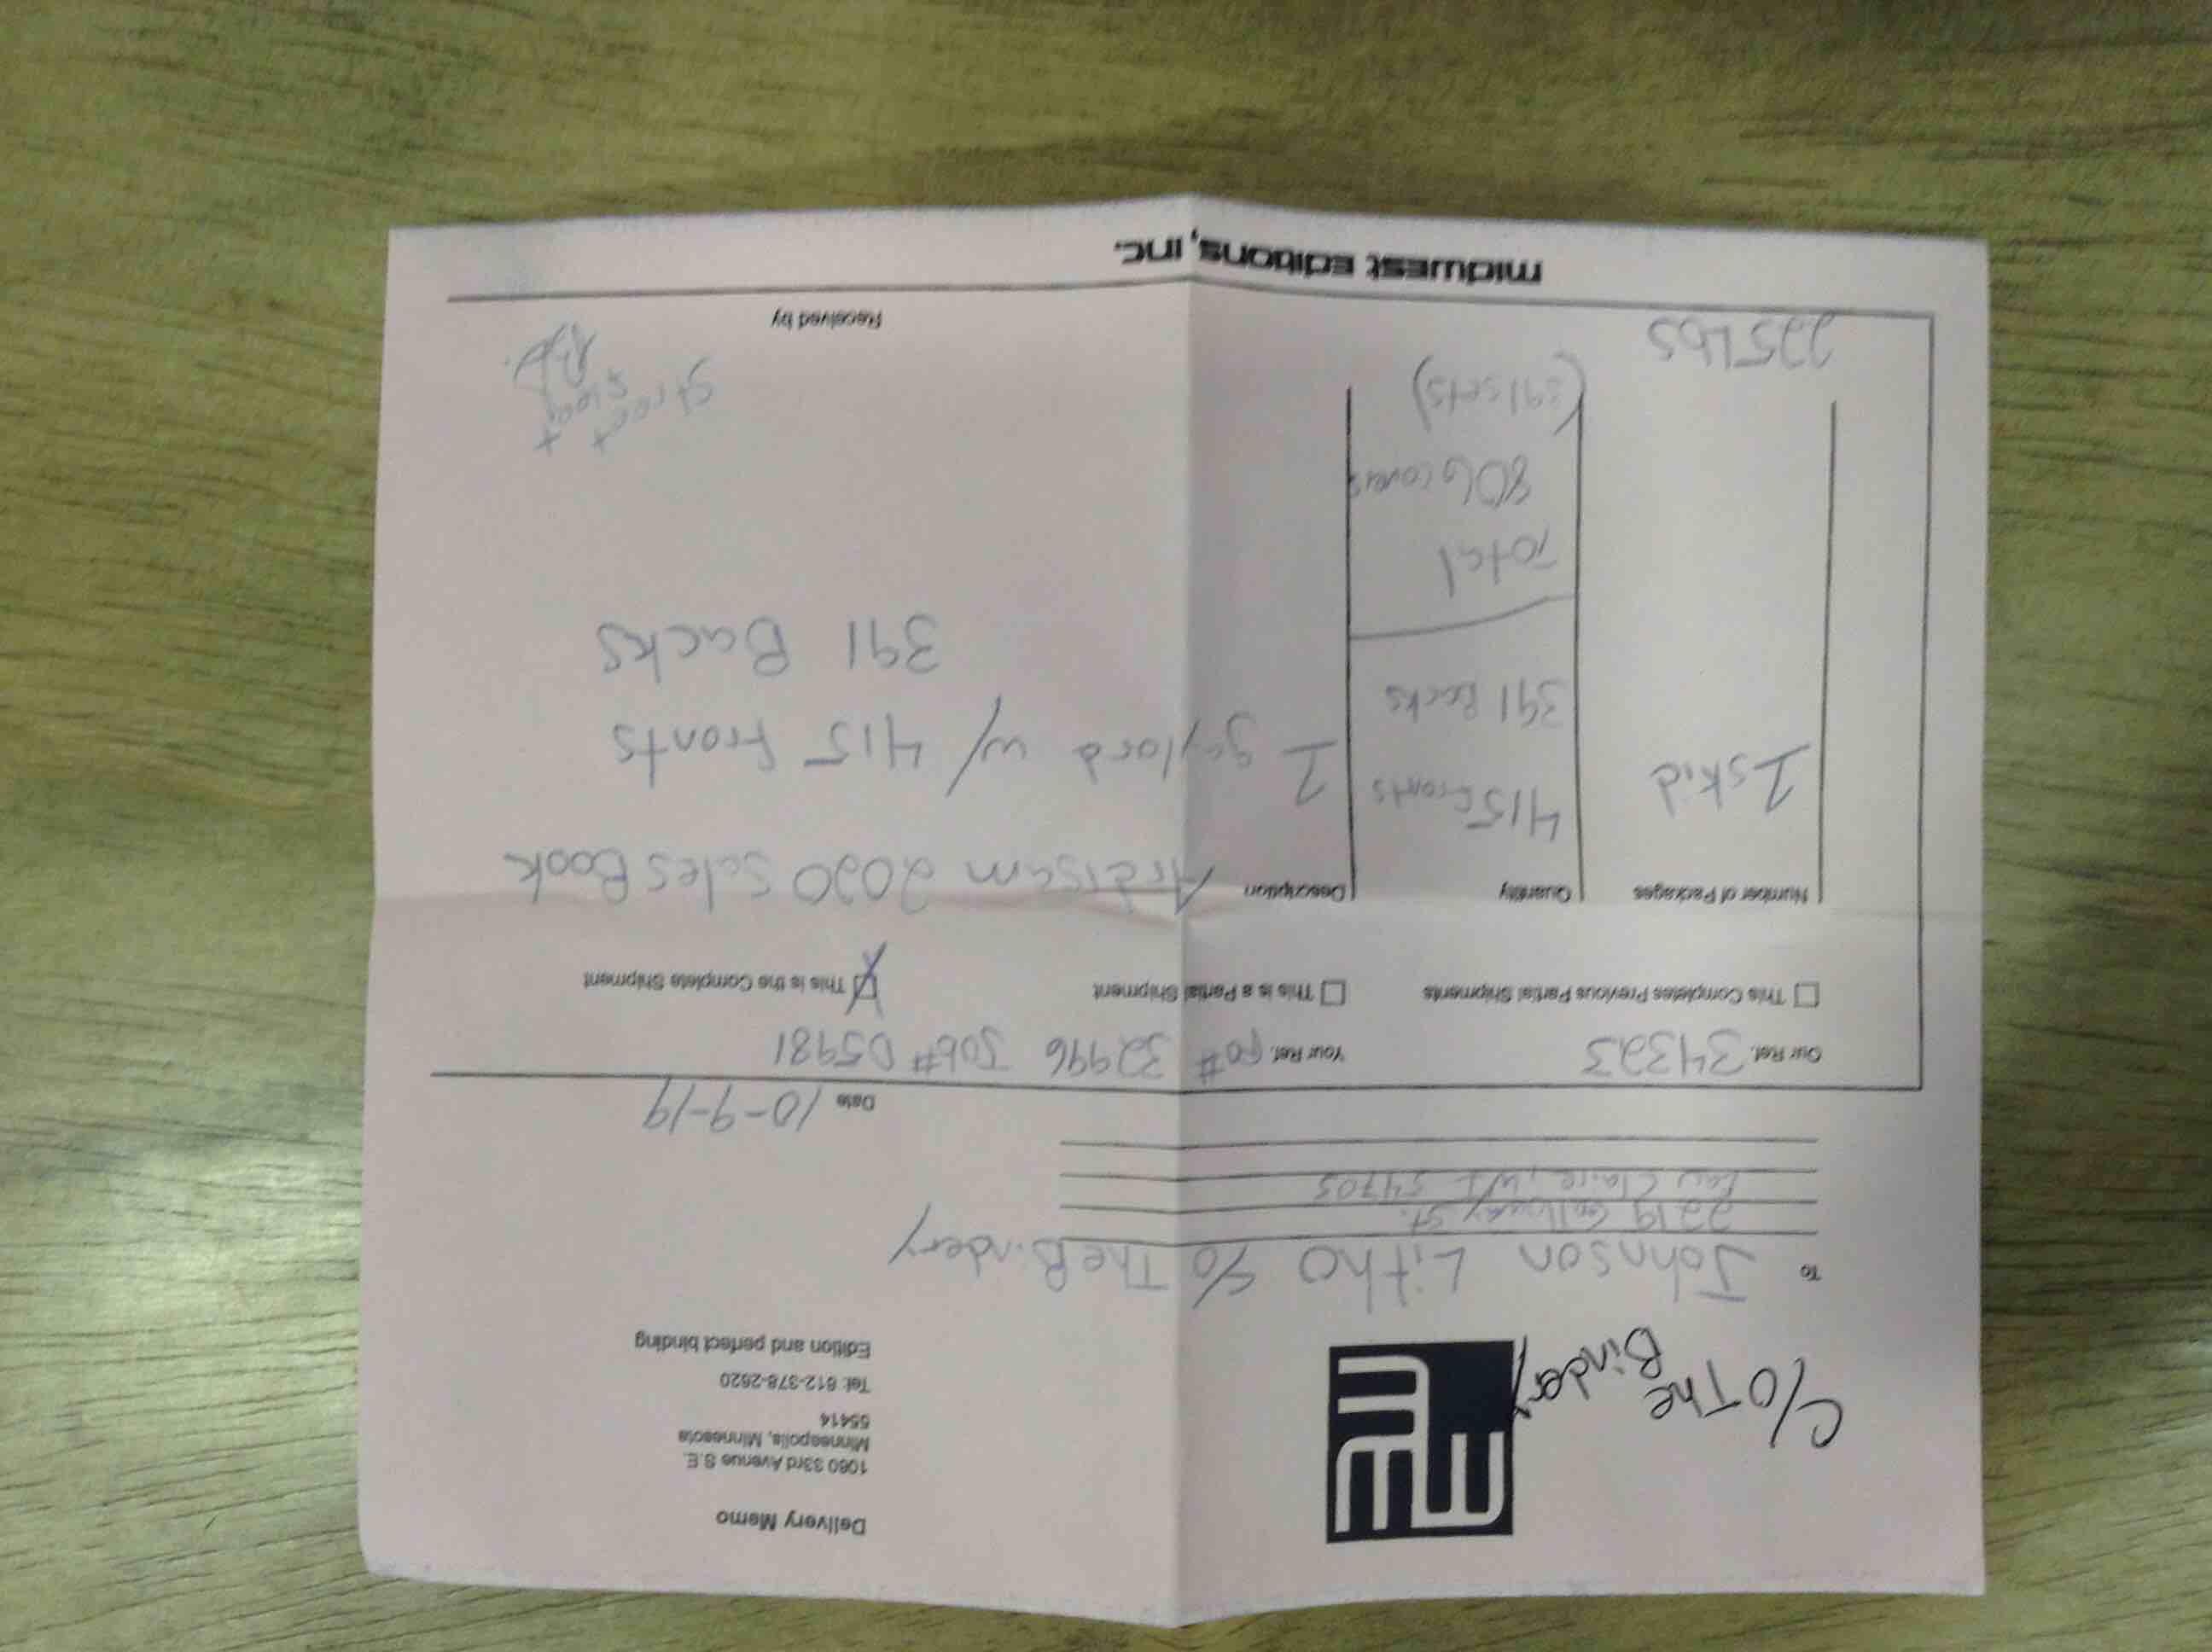 c/o The
Bindery
Delivery Memo
1060 33rd Avenue S.E.
Minneapolis, Minnesota
55414
Tel: 612-378-2620
Edition and perfect binding
To Johnson Litho c/o The Bindery
2219 Galloway St.
Eau Claire, WI 54703
Date 10-9-19
Our Ref. 34323
Your Ref. PO# 32996 Job# 05981
This Completes Previous Partial Shipments
This is a Partial Shipment
This is the Complete Shipment
Number of Packages
Quantity
Description Ardisam 2020 Sales Book
1 skid
415 Fronts
391 Backs
1 gaylord w/ 415 Fronts
391 Backs
Total
806 covers
(391 sets)
225 Lbs
Received by
midwest editions, inc.